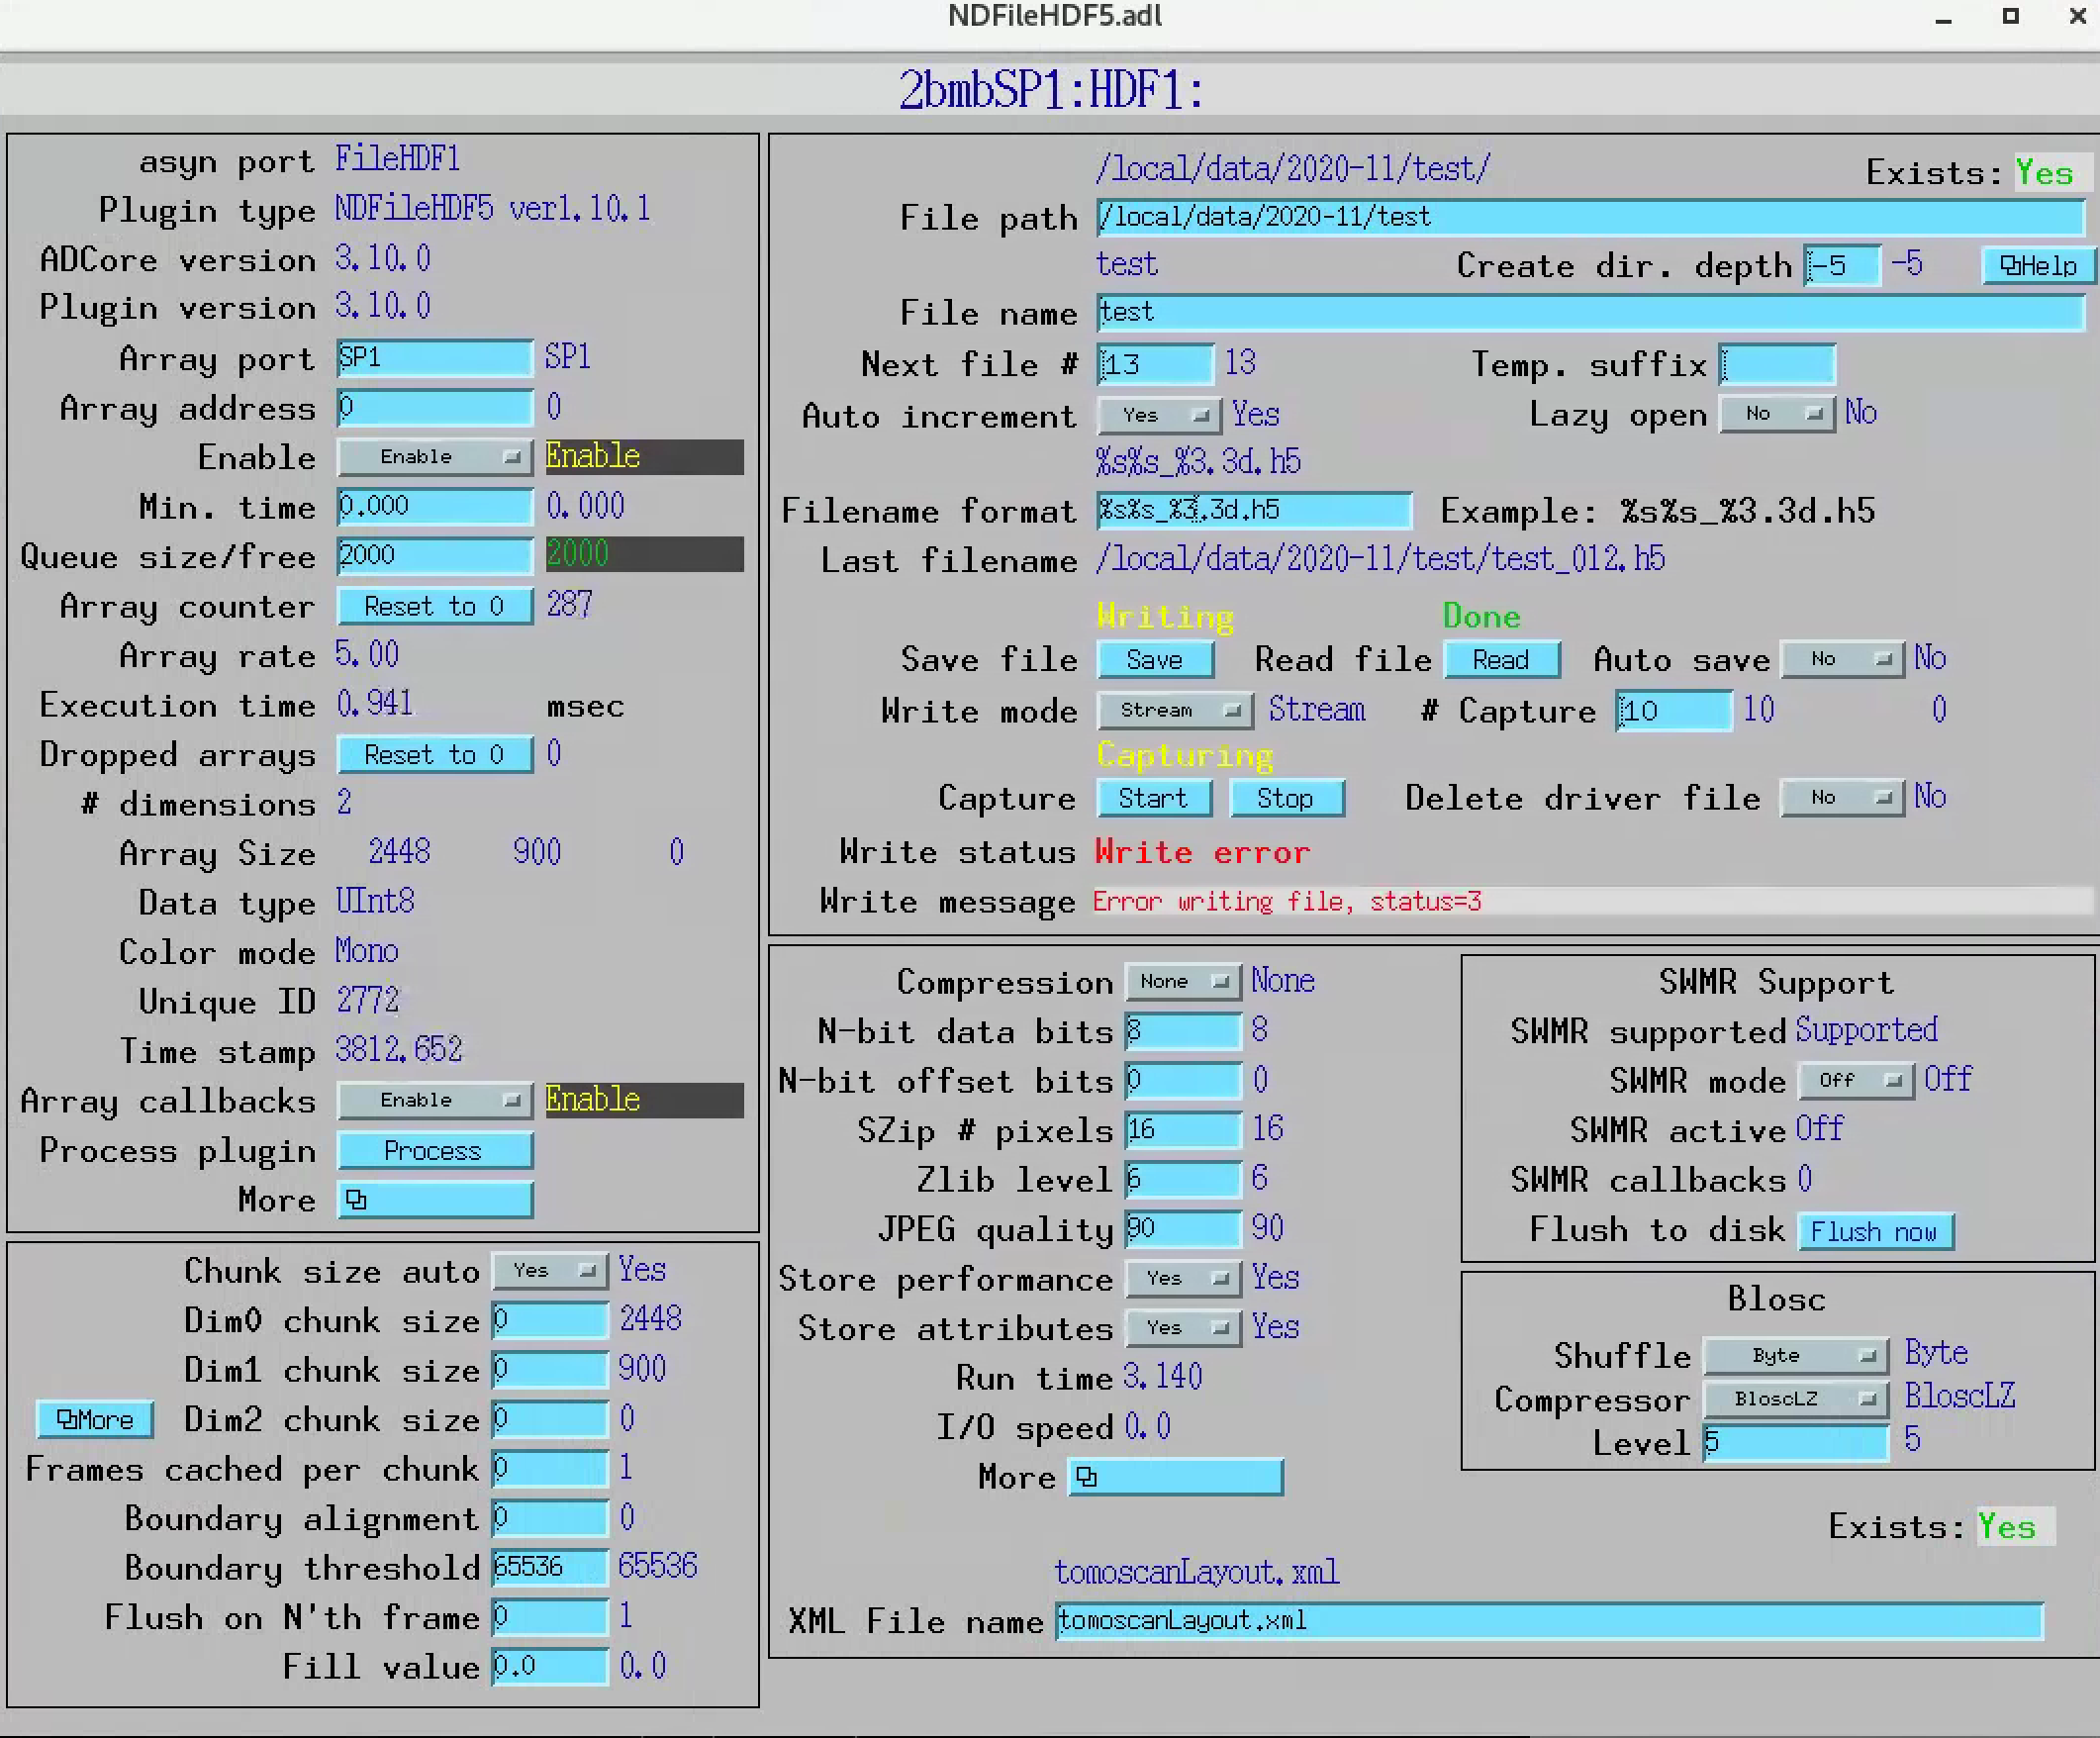 NDFileHDF5.adl
2bmbSP1:HDF1:
asyn port FileHDF1
Plugin type NDFileHDF5 ver1.10.1
ADCore version 3.10.0
Plugin version 3.10.0
Array port SP1 SP1
Array address 0 0
Enable Enable Enable
Min. time 0.000 0.000
Queue size/free 2000 2000
Array counter Reset to 0 287
Array rate 5.00
Execution time 0.941 msec
Dropped arrays Reset to 0 0
# dimensions 2
Array Size 2448 900 0
Data type UInt8
Color mode Mono
Unique ID 2772
Time stamp 3812.652
Array callbacks Enable Enable
Process plugin Process
More
Chunk size auto Yes Yes
Dim0 chunk size 0 2448
Dim1 chunk size 0 900
More Dim2 chunk size 0 0
Frames cached per chunk 0 1
Boundary alignment 0 0
Boundary threshold 65536 65536
Flush on N'th frame 0 1
Fill value 0.0 0.0
/local/data/2020-11/test/ Exists: Yes
File path /local/data/2020-11/test
test Create dir. depth -5 -5 Help
File name test
Next file # 13 13 Temp. suffix
Auto increment Yes Yes Lazy open No No
%s%s_%3.3d.h5
Filename format %s%s_%3.3d.h5 Example: %s%s_%3.3d.h5
Last filename /local/data/2020-11/test/test_012.h5
Writing Done
Save file Save Read file Read Auto save No No
Write mode Stream Stream # Capture 10 10 0
Capturing
Capture Start Stop Delete driver file No No
Write status Write error
Write message Error writing file, status=3
Compression None None
N-bit data bits 8 8
N-bit offset bits 0 0
SZip # pixels 16 16
Zlib level 6 6
JPEG quality 90 90
Store performance Yes Yes
Store attributes Yes Yes
Run time 3.140
I/O speed 0.0
More
SWMR Support
SWMR supported Supported
SWMR mode Off Off
SWMR active Off
SWMR callbacks 0
Flush to disk Flush now
Blosc
Shuffle Byte Byte
Compressor BloscLZ BloscLZ
Level 5 5
Exists: Yes
tomoscanLayout.xml
XML File name tomoscanLayout.xml